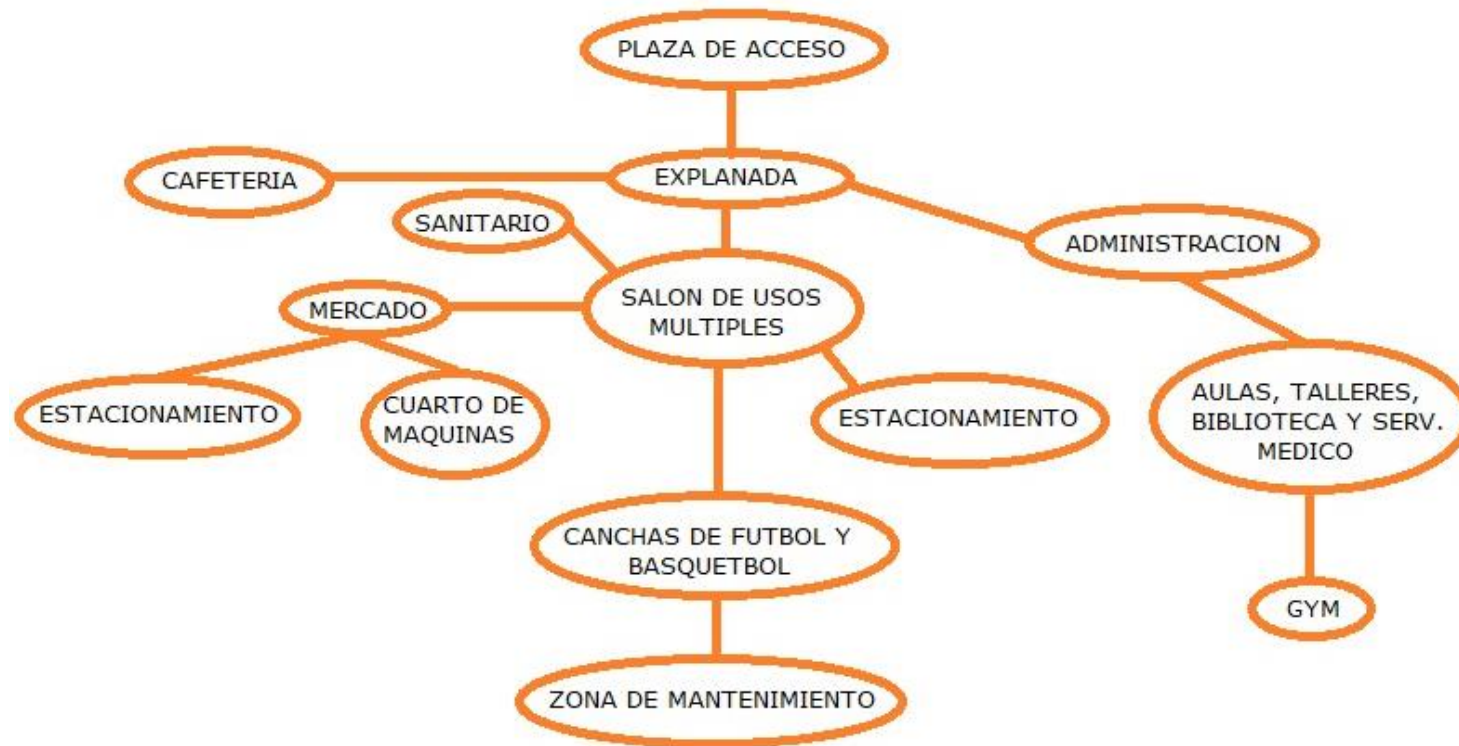 PLAZA DE ACCESO
CAFETERIA
EXPLANADA
SANITARIO
ADMINISTRACION
MERCADO
SALON DE USOS
MULTIPLES
ESTACIONAMIENTO
CUARTO DE
MAQUINAS
ESTACIONAMIENTO
AULAS, TALLERES,
BIBLIOTECA Y SERV.
MEDICO
CANCHAS DE FUTBOL Y
BASQUETBOL
GYM
ZONA DE MANTENIMIENTO